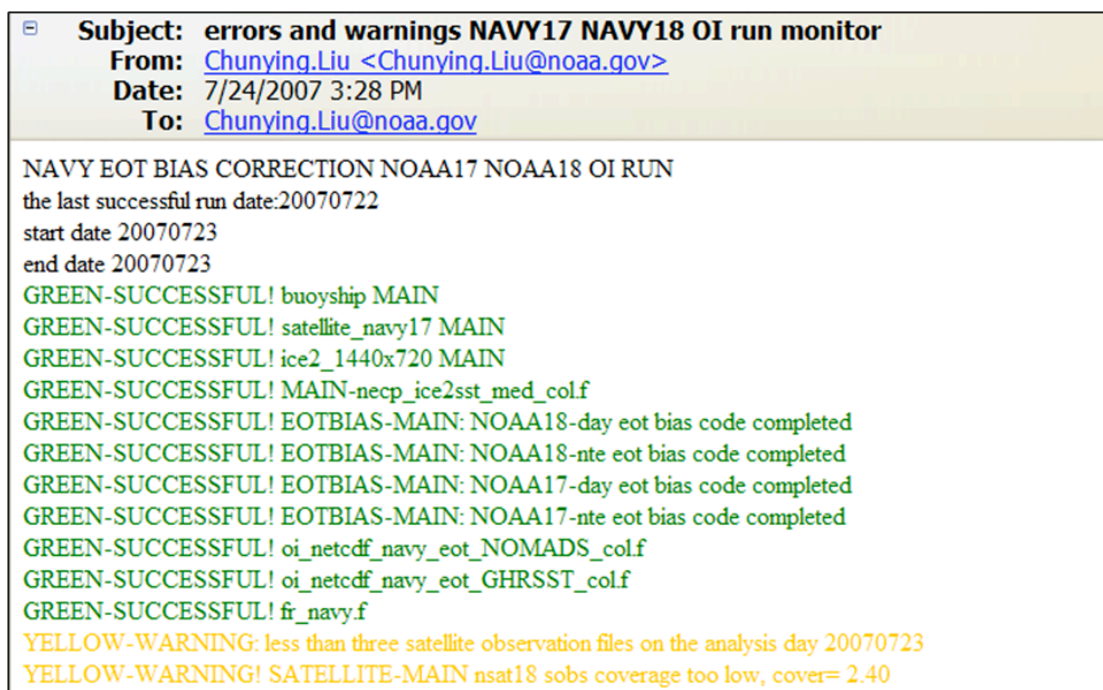 Subject: errors and warnings NAVY17 NAVY18 OI run monitor
From: Chunying.Liu <Chunying.Liu@noaa.gov>
Date: 7/24/2007 3:28 PM
To: Chunying.Liu@noaa.gov
NAVY EOT BIAS CORRECTION NOAA17 NOAA18 OI RUN
the last successful run date:20070722
start date 20070723
end date 20070723
GREEN-SUCCESSFUL! buoyship MAIN
GREEN-SUCCESSFUL! satellite_navy17 MAIN
GREEN-SUCCESSFUL! ice2_1440x720 MAIN
GREEN-SUCCESSFUL! MAIN-necp_ice2sst_med_col.f
GREEN-SUCCESSFUL! EOTBIAS-MAIN: NOAA18-day eot bias code completed
GREEN-SUCCESSFUL! EOTBIAS-MAIN: NOAA18-nte eot bias code completed
GREEN-SUCCESSFUL! EOTBIAS-MAIN: NOAA17-day eot bias code completed
GREEN-SUCCESSFUL! EOTBIAS-MAIN: NOAA17-nte eot bias code completed
GREEN-SUCCESSFUL! oi_netcdf_navy_eot_NOMADS_col.f
GREEN-SUCCESSFUL! oi_netcdf_navy_eot_GHRSST_col.f
GREEN-SUCCESSFUL! fr_navy.f
YELLOW-WARNING: less than three satellite observation files on the analysis day 20070723
YELLOW-WARNING! SATELLITE-MAIN nsat18 sobs coverage too low, cover= 2.40